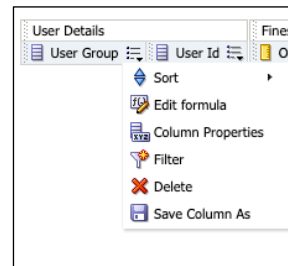 User Details
Fines
User Group
User Id
O
Sort
Edit formula
Column Properties
Filter
Delete
Save Column As